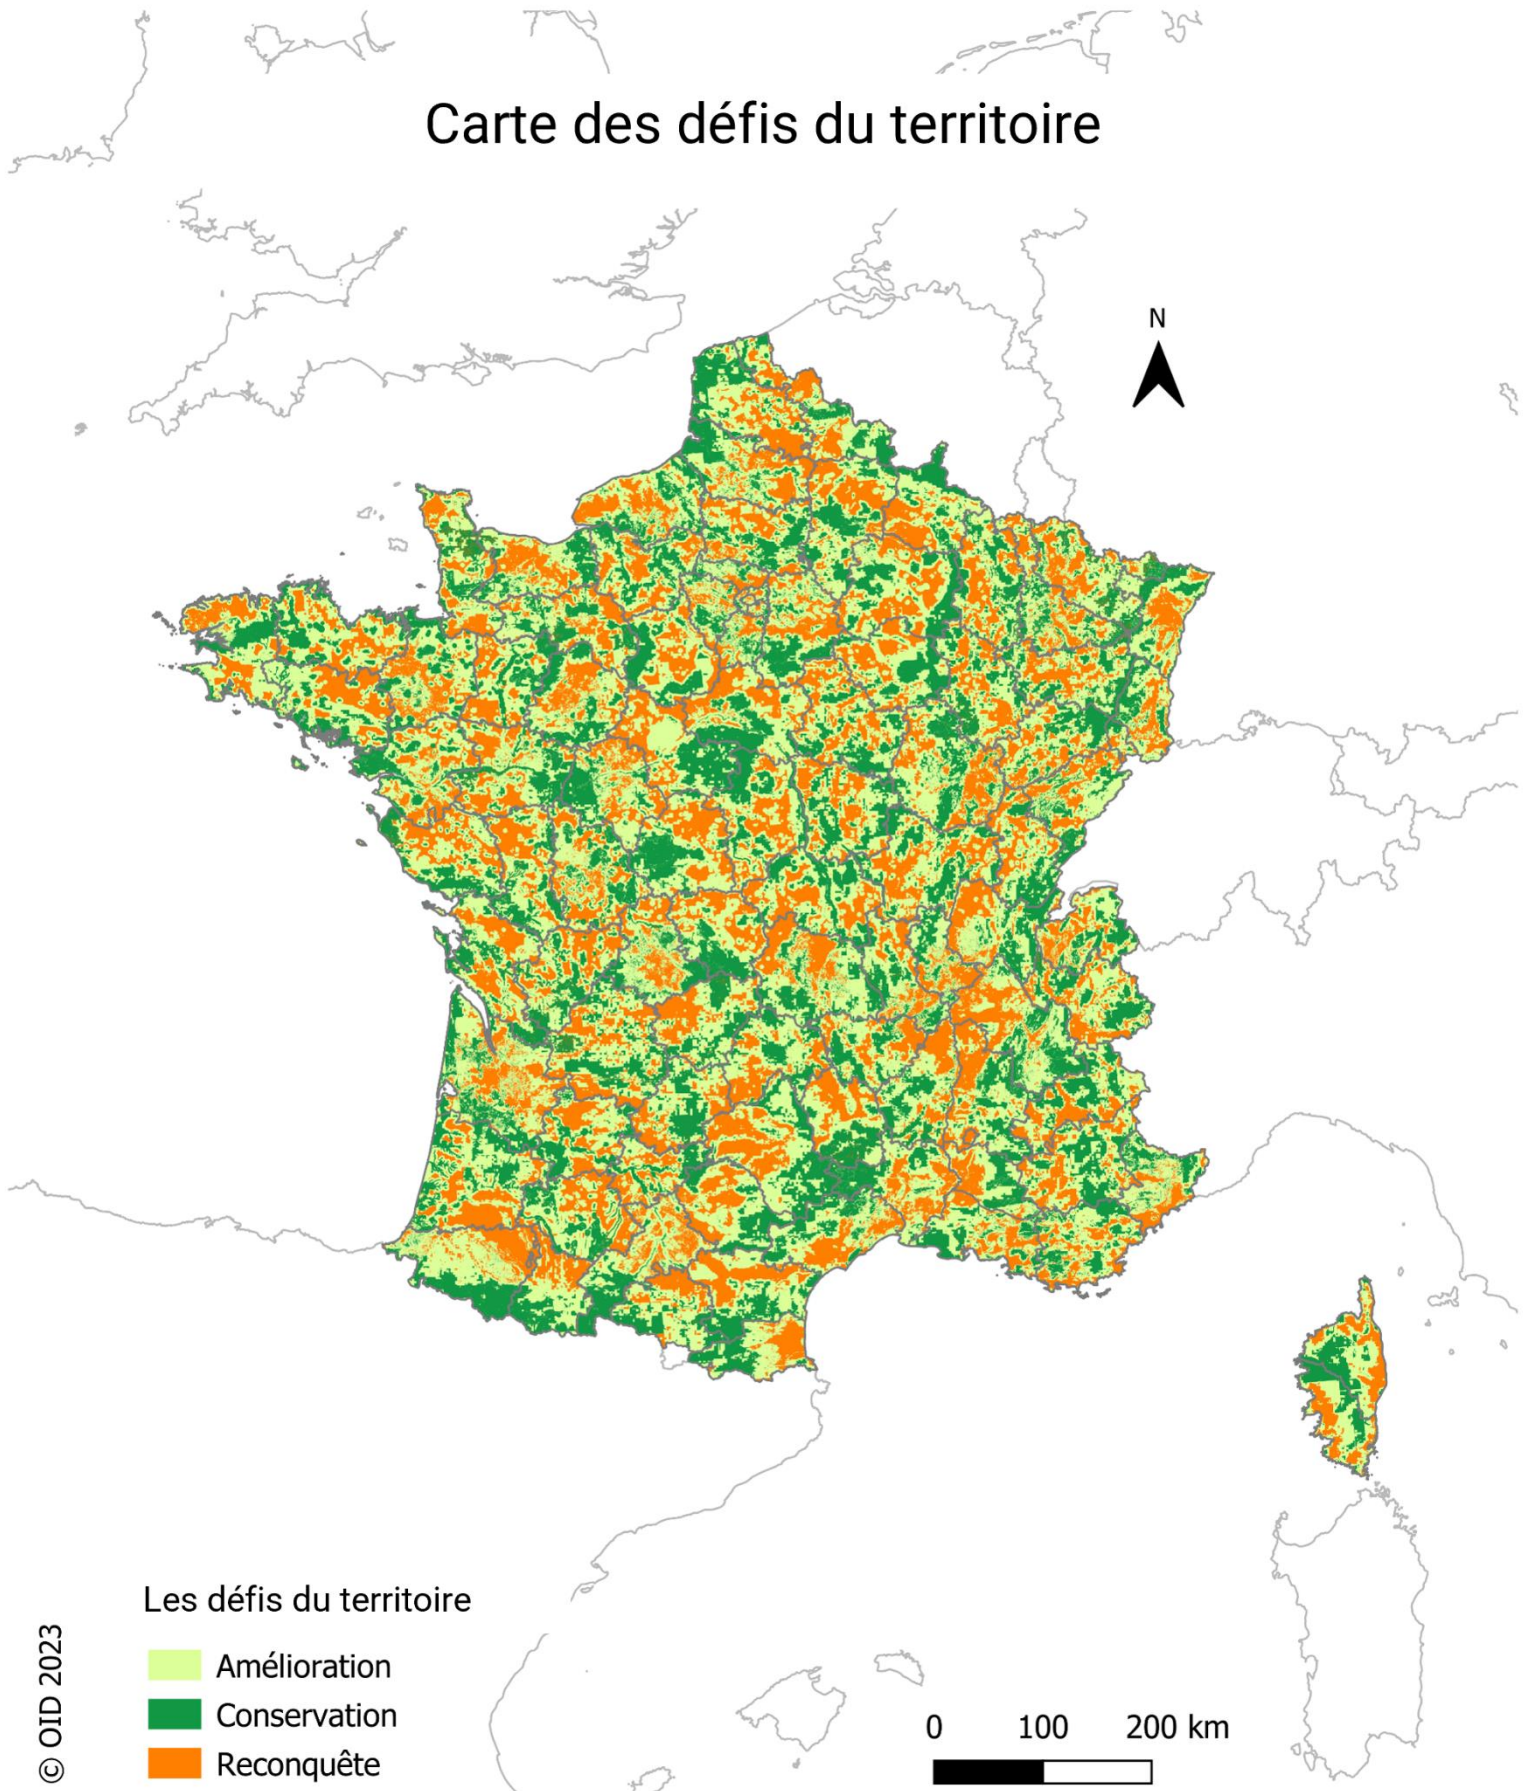 Carte des défis du territoire
N
Les défis du territoire
Amélioration
Conservation
Reconquête
0 100 200 km
© OID 2023